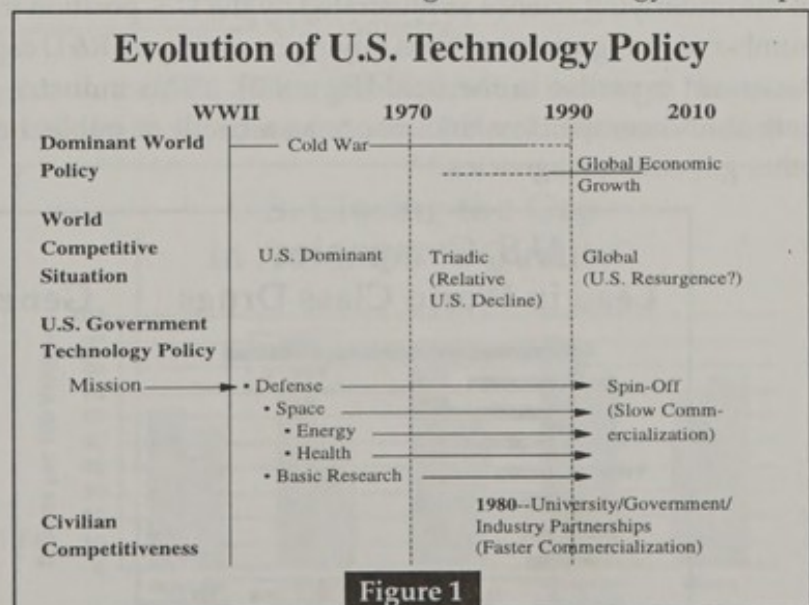 Evolution of U.S. Technology Policy
WWII 1970 1990 2010
Dominant World Policy
Cold War
Global Economic
Growth
World
Competitive
Situation
U.S. Dominant
Triadic
(Relative
U.S. Decline)
Global
(U.S. Resurgence?)
U.S. Government
Technology Policy
Mission
• Defense
• Space
• Energy
• Health
• Basic Research
Spin-Off
(Slow Comm-
ercialization)
Civilian
Competitiveness
1980--University/Government/
Industry Partnerships
(Faster Commercialization)
Figure 1